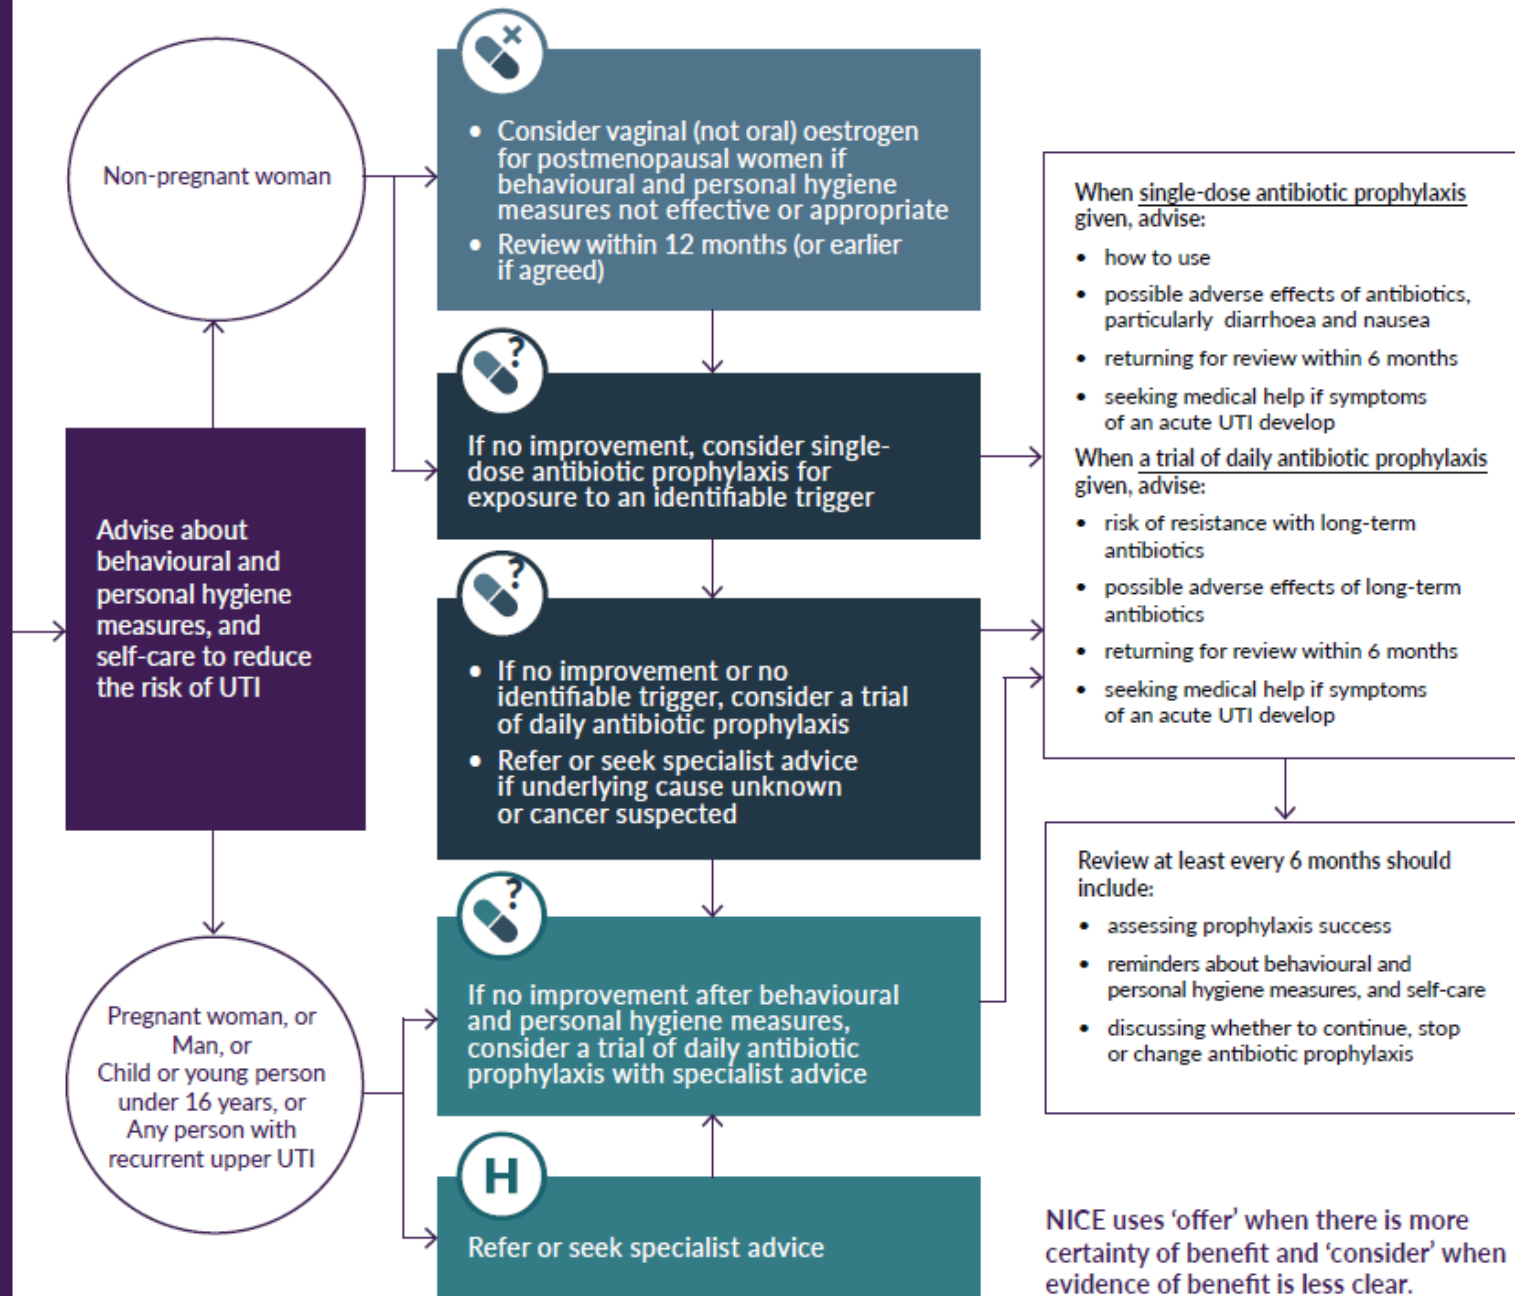 Non-pregnant woman
Advise about
behavioural and
personal hygiene
measures, and
self-care to reduce
the risk of UTI
Pregnant woman, or
Man, or
Child or young person
under 16 years, or
Any person with
recurrent upper UTI
• Consider vaginal (not oral) oestrogen
for postmenopausal women if
behavioural and personal hygiene
measures not effective or appropriate
• Review within 12 months (or earlier
if agreed)
?
If no improvement, consider single-
dose antibiotic prophylaxis for
exposure to an identifiable trigger
?
• If no improvement or no
identifiable trigger, consider a trial
of daily antibiotic prophylaxis
• Refer or seek specialist advice
if underlying cause unknown
or cancer suspected
?
If no improvement after behavioural
and personal hygiene measures,
consider a trial of daily antibiotic
prophylaxis with specialist advice
H
Refer or seek specialist advice
When single-dose antibiotic prophylaxis
given, advise:
• how to use
• possible adverse effects of antibiotics,
particularly diarrhoea and nausea
• returning for review within 6 months
• seeking medical help if symptoms
of an acute UTI develop
When a trial of daily antibiotic prophylaxis
given, advise:
• risk of resistance with long-term
antibiotics
• possible adverse effects of long-term
antibiotics
• returning for review within 6 months
• seeking medical help if symptoms
of an acute UTI develop
Review at least every 6 months should
include:
• assessing prophylaxis success
• reminders about behavioural and
personal hygiene measures, and self-care
• discussing whether to continue, stop
or change antibiotic prophylaxis
NICE uses ‘offer’ when there is more
certainty of benefit and ‘consider’ when
evidence of benefit is less clear.